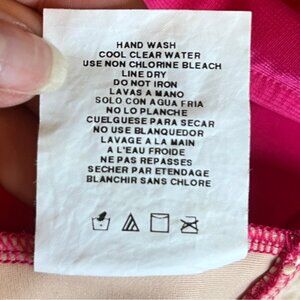 HAND WASH
COOL CLEAR WATER
USE NON CHLORINE BLEACH
LINE DRY
DO NOT IRON
LAVAS A MANO
SOLO CON AGUA FRIA
NO LO PLANCHE
CUELGUESE PARA SECAR
NO USE BLANQUEDOR
LAVAGE A LA MAIN
A L'EAU FROIDE
NE PAS REPASSES
SECHER PAR ETENDAGE
BLANCHIR SANS CHLORE